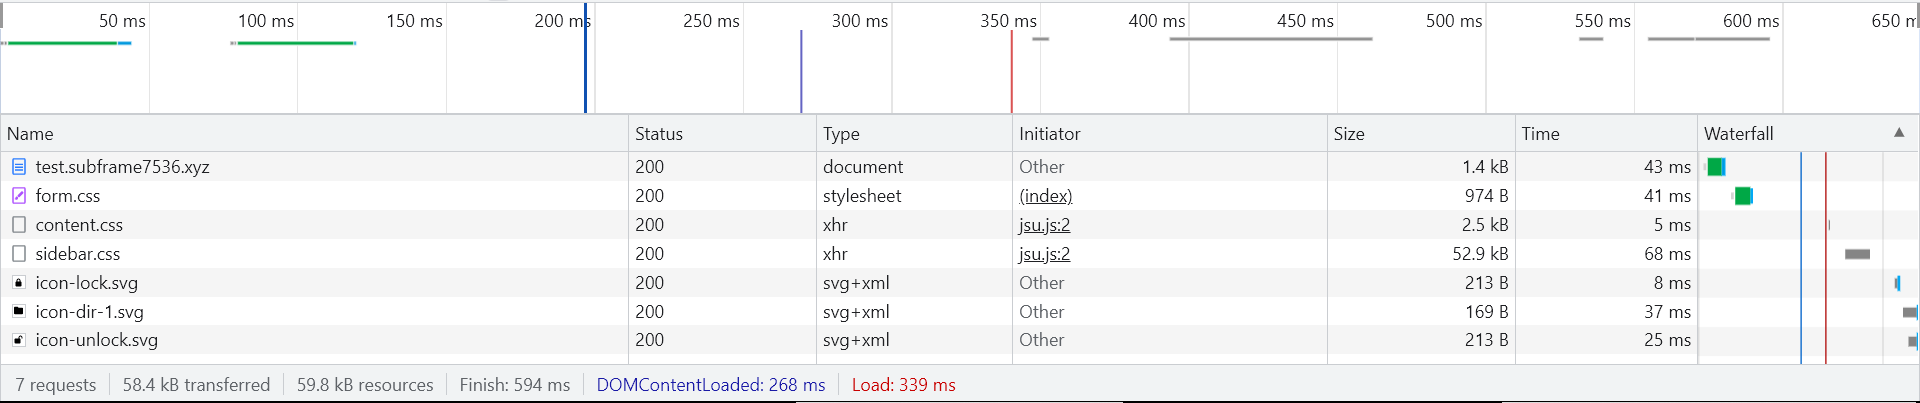 50 ms 100 ms 150 ms 200 ms 250 ms 300 ms 350 ms 400 ms 450 ms 500 ms 550 ms 600 ms 650 m
Name Status Type Initiator Size Time Waterfall
test.subframe7536.xyz 200 document Other 1.4 kB 43 ms
form.css 200 stylesheet (index) 974 B 41 ms
content.css 200 xhr jsu.js:2 2.5 kB 5 ms
sidebar.css 200 xhr jsu.js:2 52.9 kB 68 ms
icon-lock.svg 200 svg+xml Other 213 B 8 ms
icon-dir-1.svg 200 svg+xml Other 169 B 37 ms
icon-unlock.svg 200 svg+xml Other 213 B 25 ms
7 requests 58.4 kB transferred 59.8 kB resources Finish: 594 ms DOMContentLoaded: 268 ms Load: 339 ms